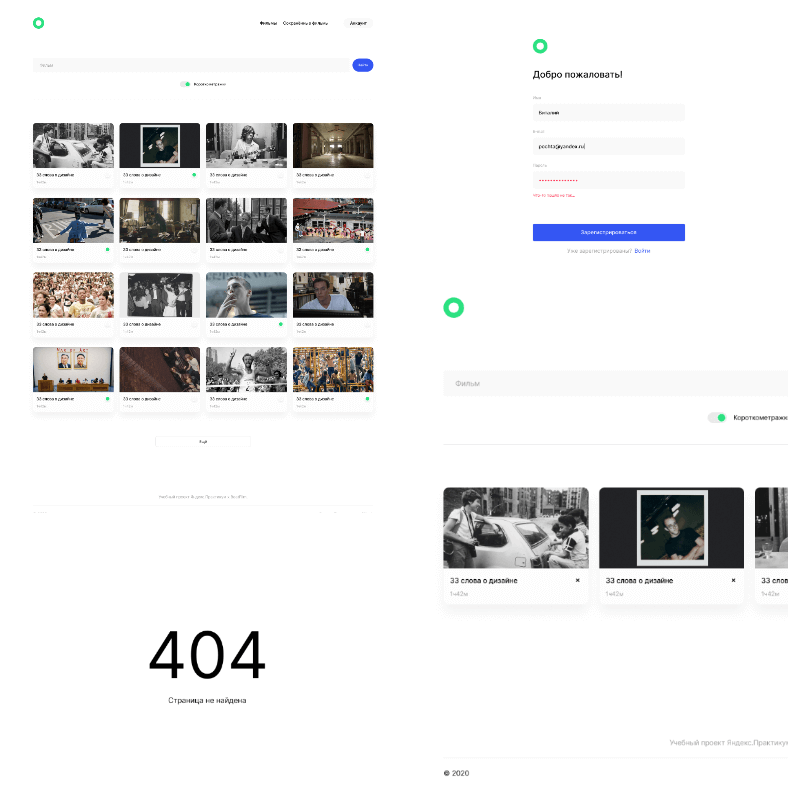 Фильмы Сохранённые фильмы Аккаунт
Фильм
Найти
Короткометражки
33 слова о дизайне 33 слова о дизайне 33 слова о дизайне 33 слова о дизайне
1ч42м 1ч42м 1ч42м 1ч42м
33 слова о дизайне 33 слова о дизайне 33 слова о дизайне 33 слова о дизайне
1ч42м 1ч42м 1ч42м 1ч42м
33 слова о дизайне 33 слова о дизайне 33 слова о дизайне 33 слова о дизайне
1ч42м 1ч42м 1ч42м 1ч42м
33 слова о дизайне 33 слова о дизайне 33 слова о дизайне 33 слова о дизайне
1ч42м 1ч42м 1ч42м 1ч42м
Ещё
Учебный проект Яндекс.Практикум х BeatFilm.
404
Страница не найдена
Добро пожаловать!
Имя
Виталий
E-mail
pochta@yandex.ru
Пароль
••••••••••••••
Что-то пошло не так...
Зарегистрироваться
Уже зарегистрированы? Войти
Фильм
Короткометражк
33 слова о дизайне 33 слова о дизайне 33 слов
1ч42м 1ч42м 1ч42м
Учебный проект Яндекс.Практикум
© 2020